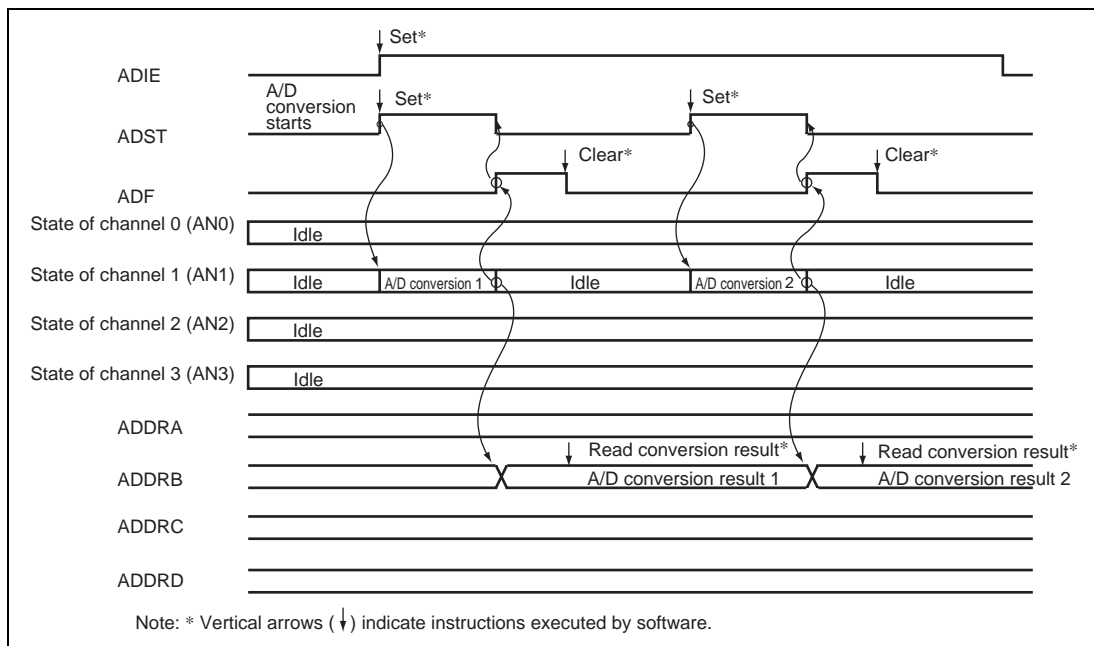 Set*
ADIE
A/D
conversion
starts
Set*
Set*
ADST
Clear*
Clear*
ADF
State of channel 0 (AN0)
Idle
State of channel 1 (AN1)
Idle
A/D conversion 1
Idle
A/D conversion 2
Idle
State of channel 2 (AN2)
Idle
State of channel 3 (AN3)
Idle
ADDRA
Read conversion result*
Read conversion result*
ADDRB
A/D conversion result 1
A/D conversion result 2
ADDRC
ADDRD
Note: * Vertical arrows (↓) indicate instructions executed by software.